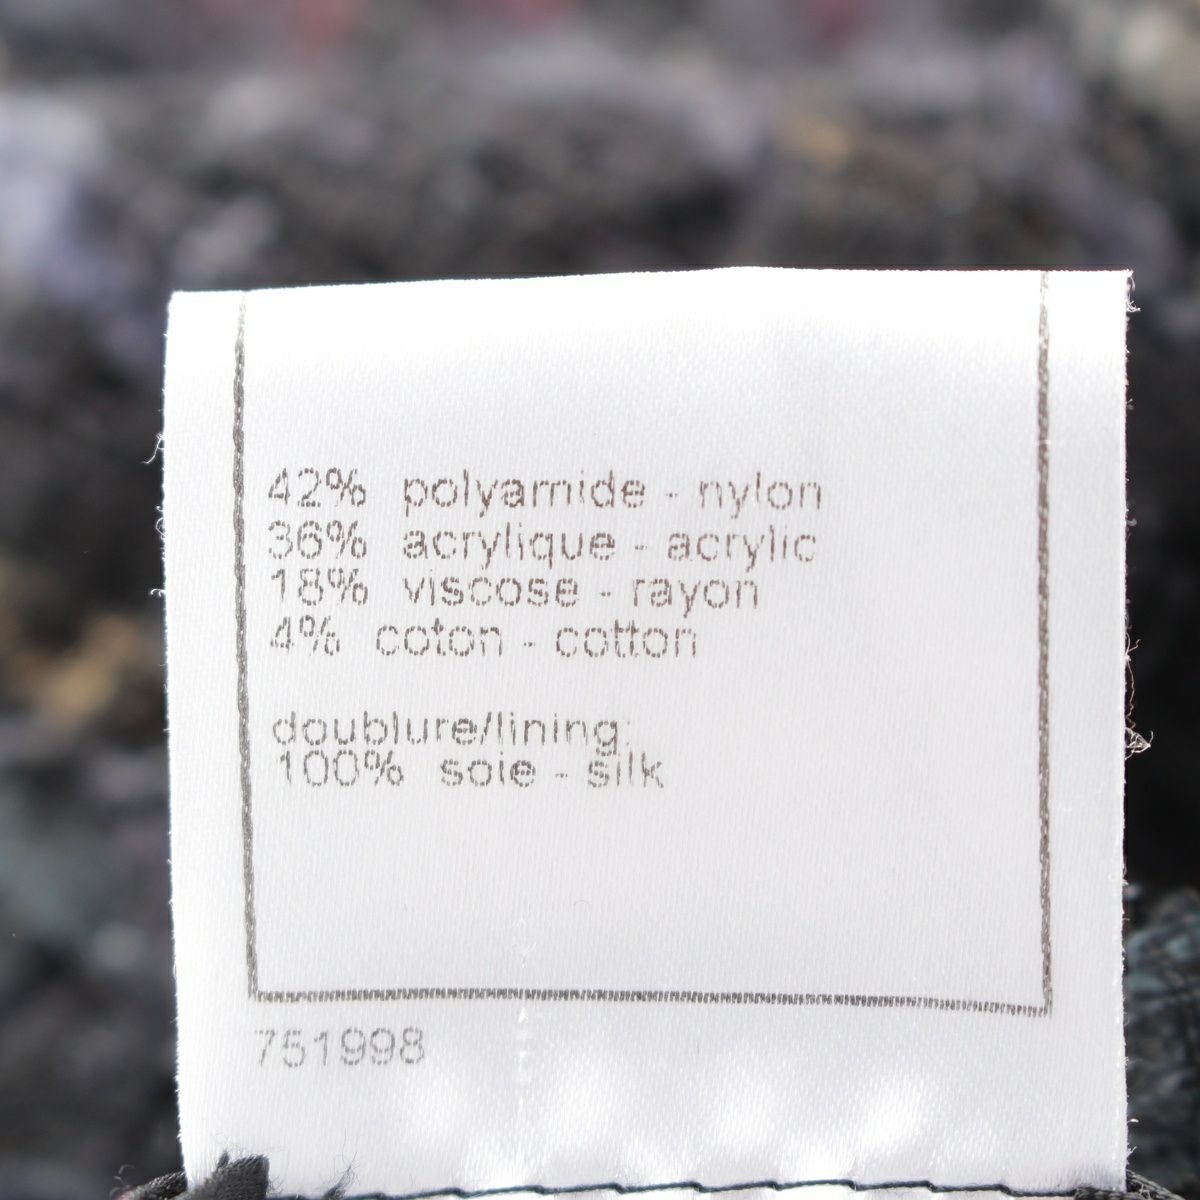 42% polyamide - nylon
36% acrylique - acrylic
18% viscose - rayon
4% coton - cotton
doublure/lining:
100% soie - silk
751998